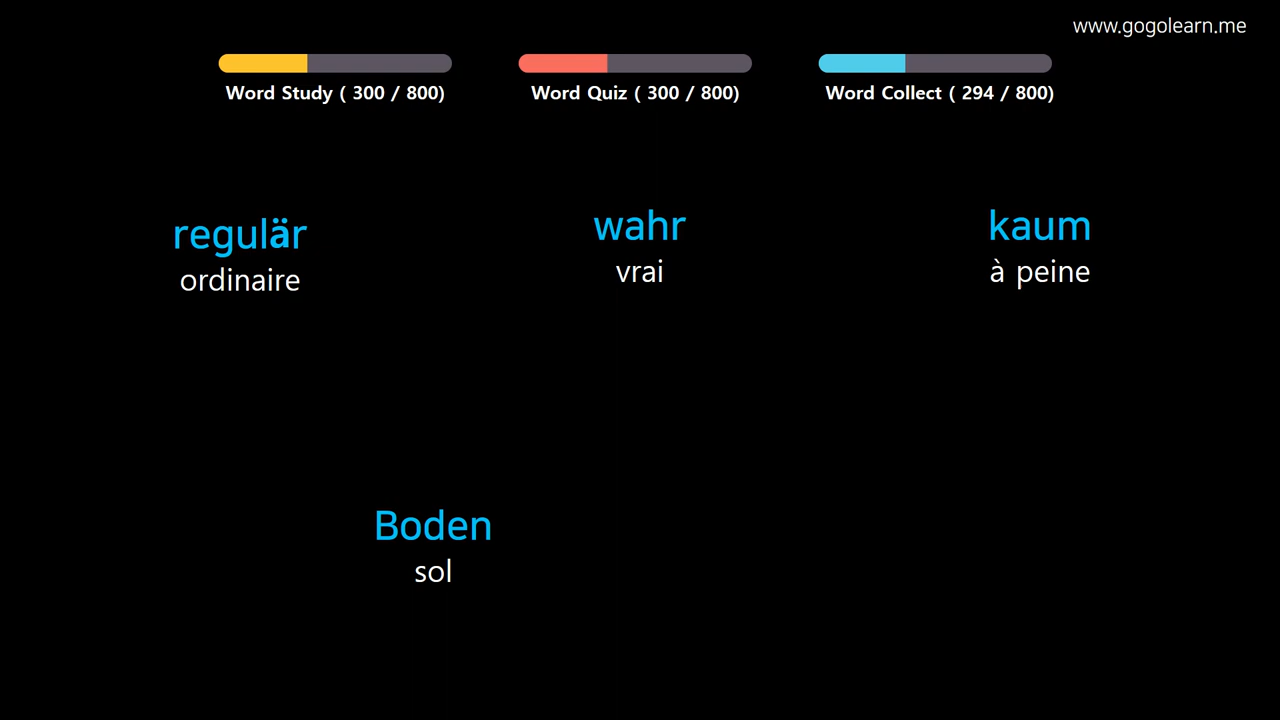 www.gogolearn.me
Word Study ( 300 / 800)
Word Quiz ( 300 / 800)
Word Collect ( 294 / 800)
regulär
ordinaire
wahr
vrai
kaum
à peine
Boden
sol